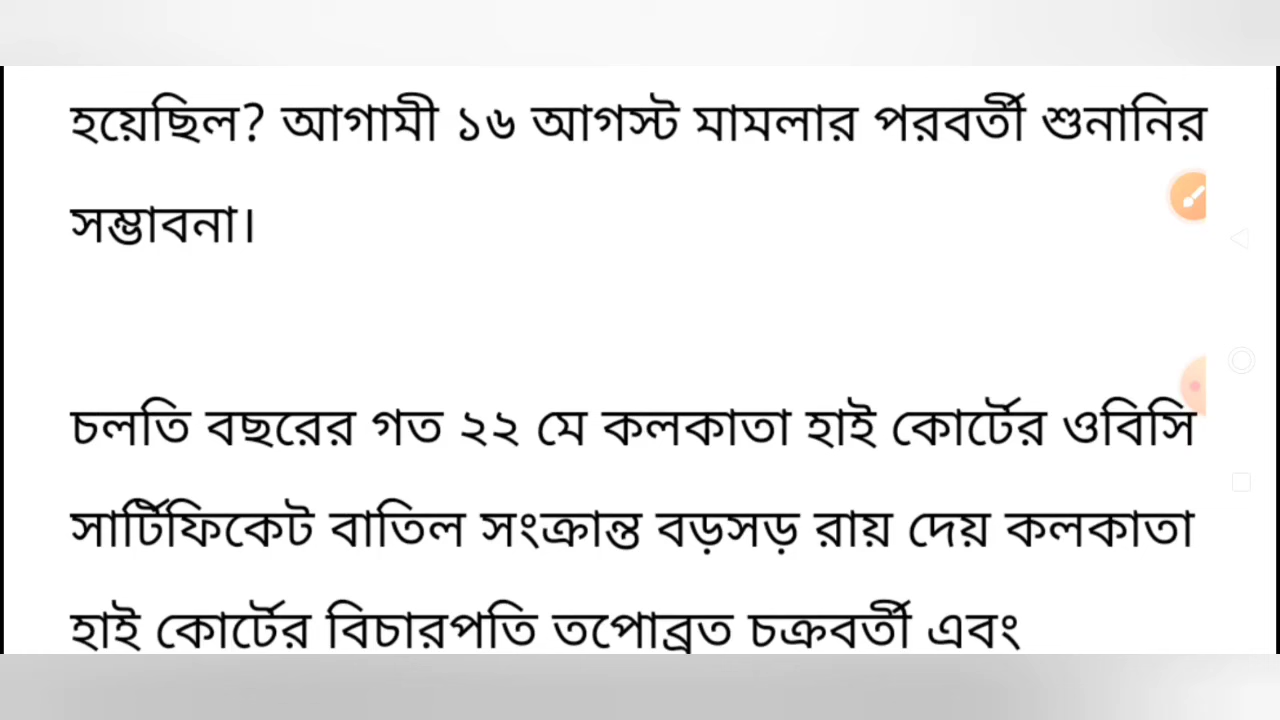 হয়েছিল? আগামী ১৬ আগস্ট মামলার পরবর্তী শুনানির
সম্ভাবনা।
চলতি বছরের গত ২২ মে কলকাতা হাই কোর্টের ওবিসি
সার্টিফিকেট বাতিল সংক্রান্ত বড়সড় রায় দেয় কলকাতা
হাই কোর্টের বিচারপতি তপোব্রত চক্রবর্তী এবং